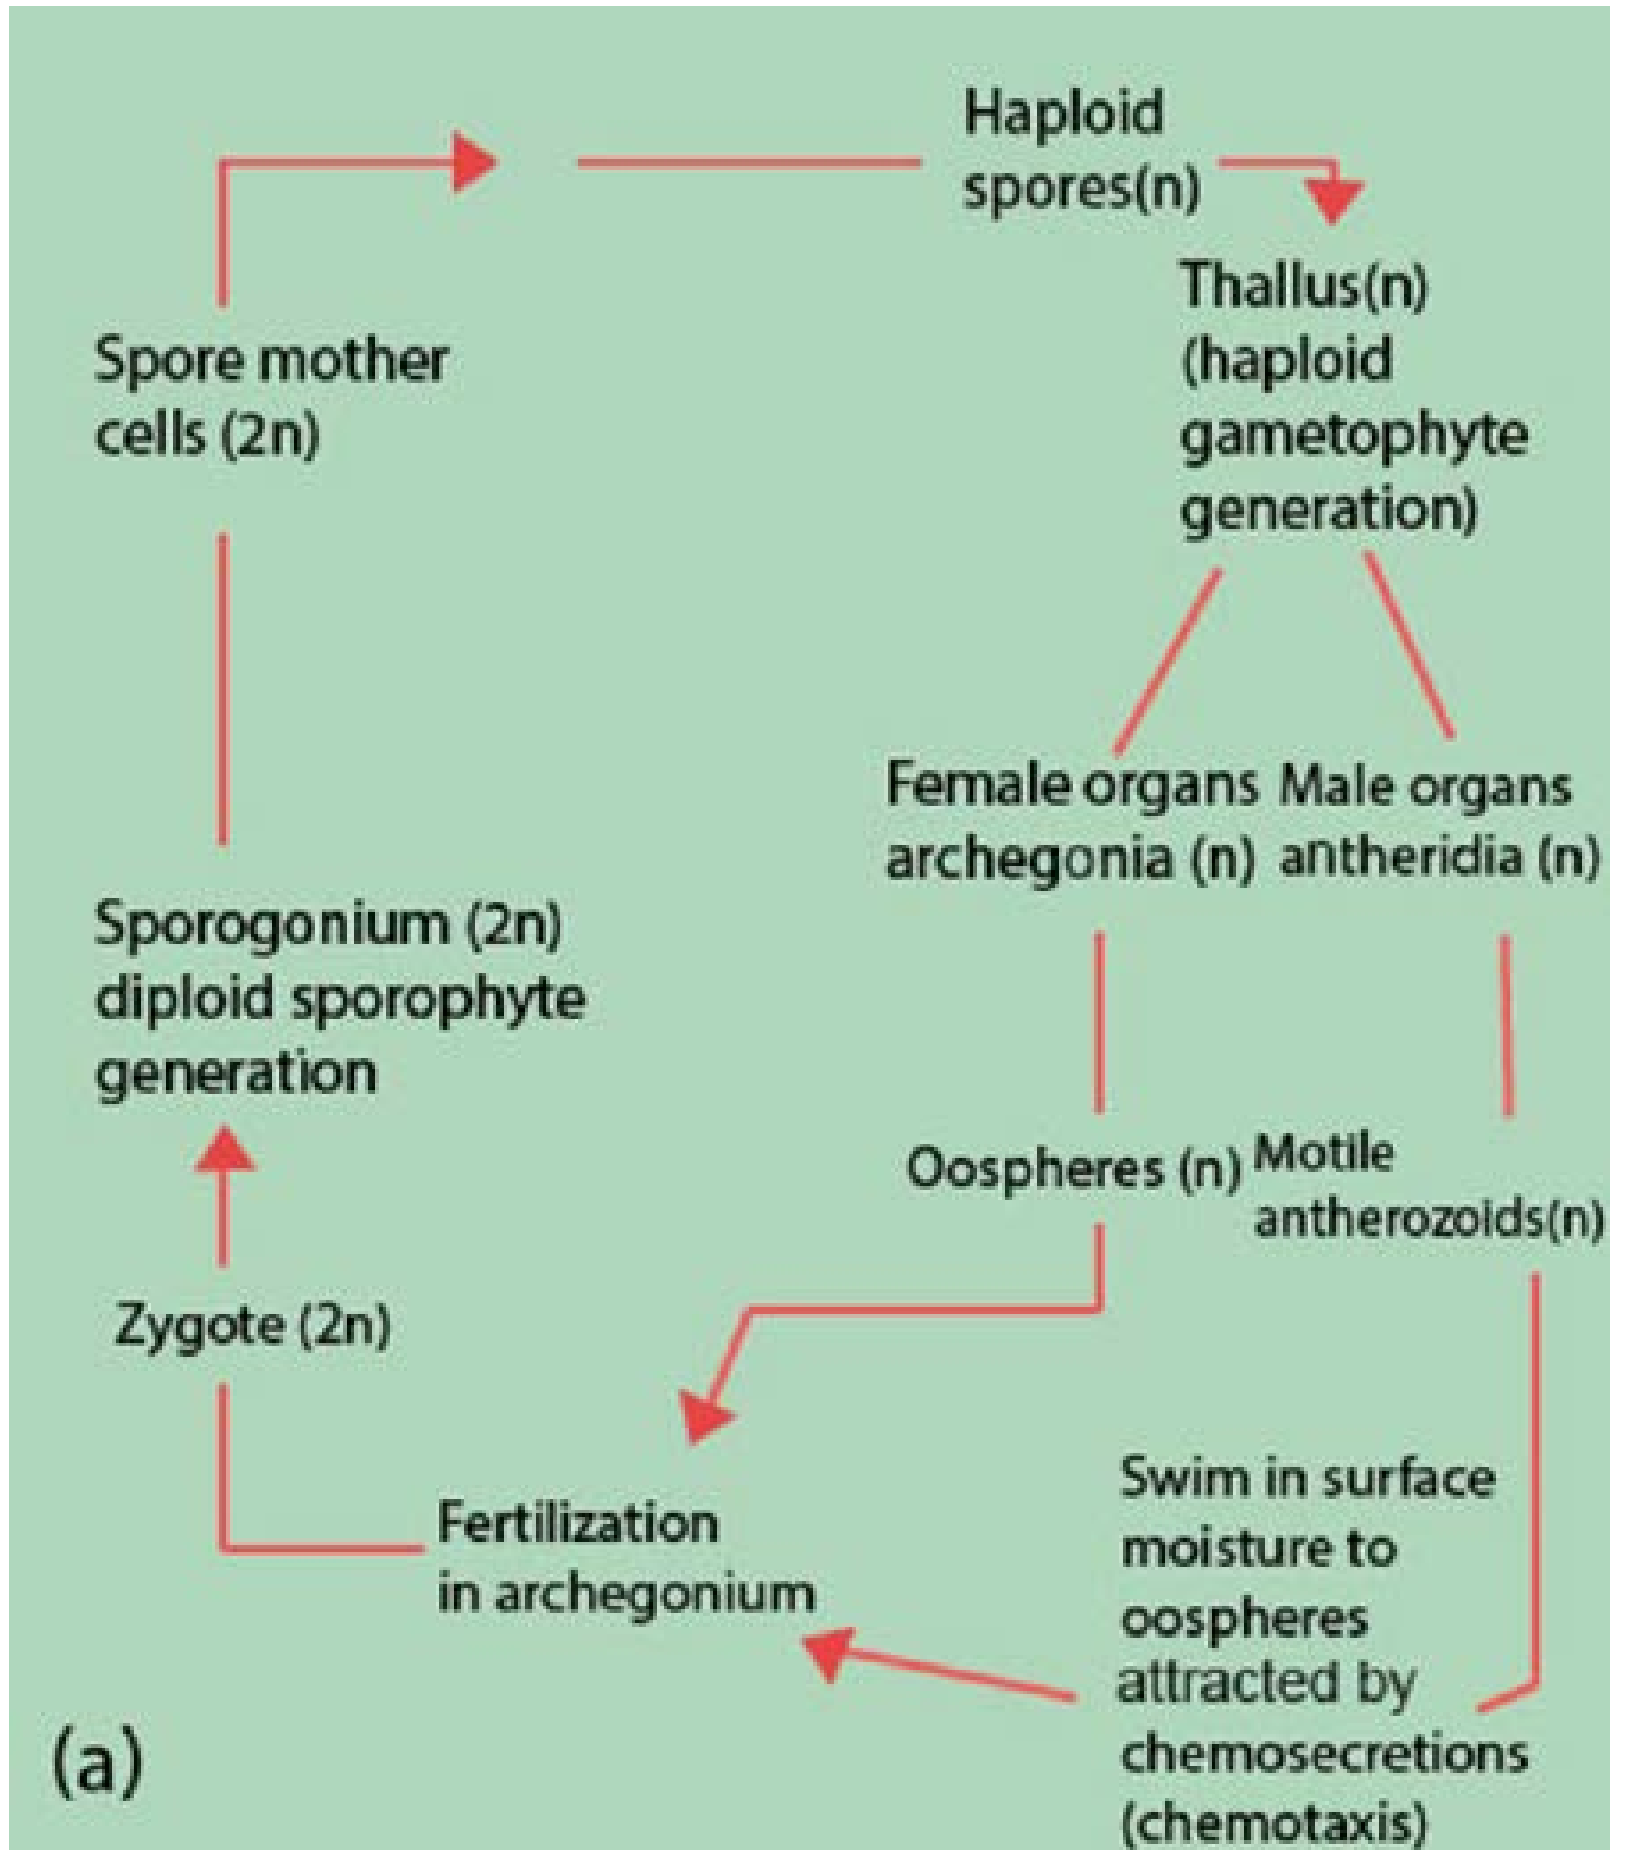 Haploid
spores(n)
Thallus(n)
(haploid
gametophyte
generation)
Spore mother
cells (2n)
Female organs
archegonia (n)
Male organs
antheridia (n)
Sporogonium (2n)
diploid sporophyte
generation
Oospheres (n)
Motile
antherozoids(n)
Zygote (2n)
Fertilization
in archegonium
Swim in surface
moisture to
oospheres
attracted by
chemosecretions
(chemotaxis)
(a)